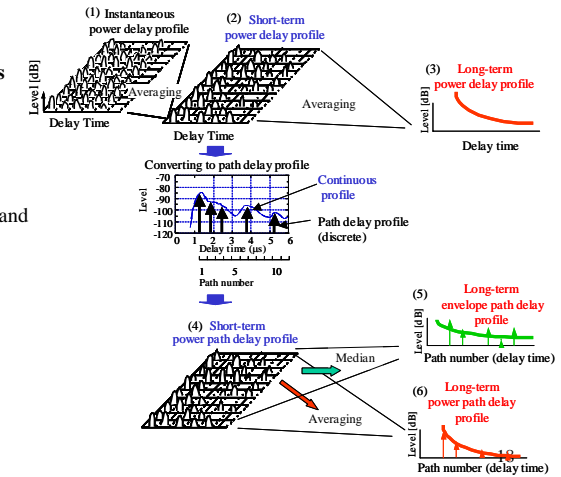 (1) Instantaneous
power delay profile
(2) Short-term
power delay profile
s
Level [dB]
Averaging
Delay Time
Delay Time
Averaging
(3) Long-term
power delay profile
Level [dB]
Delay time
Converting to path delay profile
Level
-70
-80
-90
-100
-110
-120
0 1 2 3 4 5 6
Delay time (μs)
1 5 10
Path number
Continuous
profile
Path delay profile
(discrete)
and
(4) Short-term
power path delay profile
Median
Averaging
(5) Long-term
envelope path delay
profile
Level [dB]
Path number (delay time)
(6) Long-term
power path delay
profile
Level [dB]
Path number (delay time)